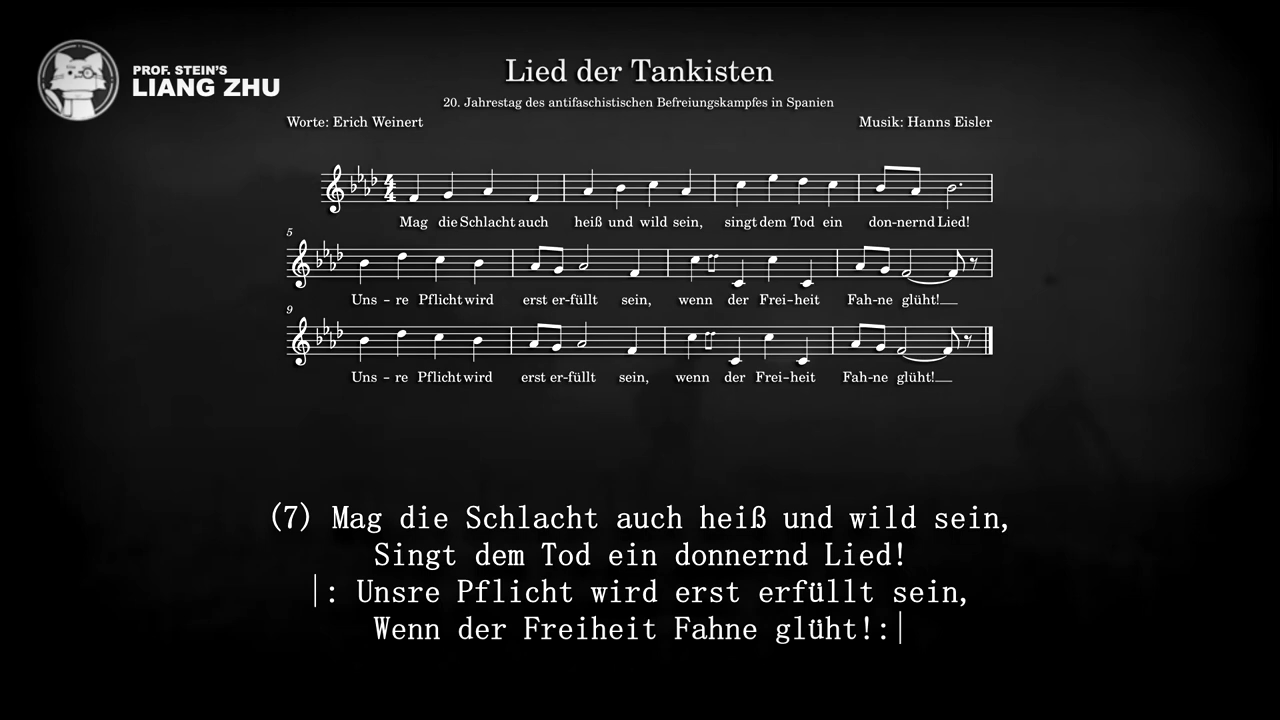 PROF. STEIN'S
LIANG ZHU
Lied der Tankisten
20. Jahrestag des antifaschistischen Befreiungskampfes in Spanien
Worte: Erich Weinert
Musik: Hanns Eisler
4
4
Mag die Schlacht auch heiß und wild sein, singt dem Tod ein don-nernd Lied!
5
Uns - re Pflicht wird erst er-füllt sein, wenn der Frei-heit Fah-ne glüht!__
9
Uns - re Pflicht wird erst er-füllt sein, wenn der Frei-heit Fah-ne glüht!__
(7) Mag die Schlacht auch heiß und wild sein,
Singt dem Tod ein donnernd Lied!
|: Unsre Pflicht wird erst erfüllt sein,
Wenn der Freiheit Fahne glüht!:|